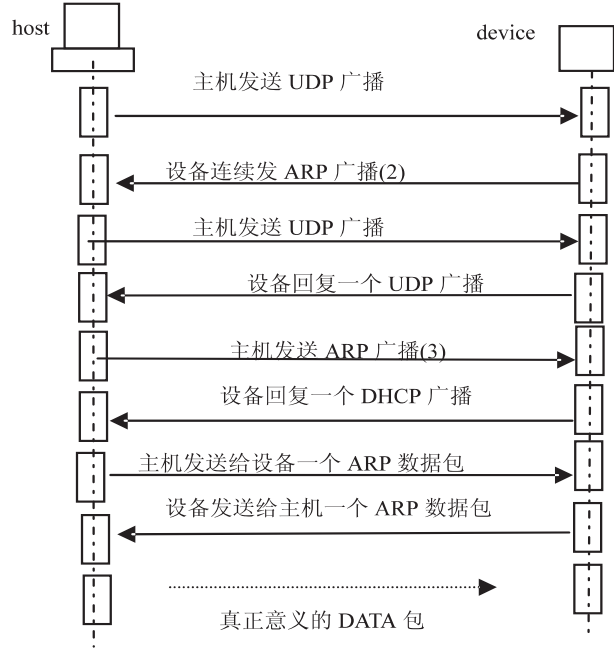 host
device
主机发送 UDP 广播
设备连续发 ARP 广播(2)
主机发送 UDP 广播
设备回复一个 UDP 广播
主机发送 ARP 广播(3)
设备回复一个 DHCP 广播
主机发送给设备一个 ARP 数据包
设备发送给主机一个 ARP 数据包
真正意义的 DATA 包